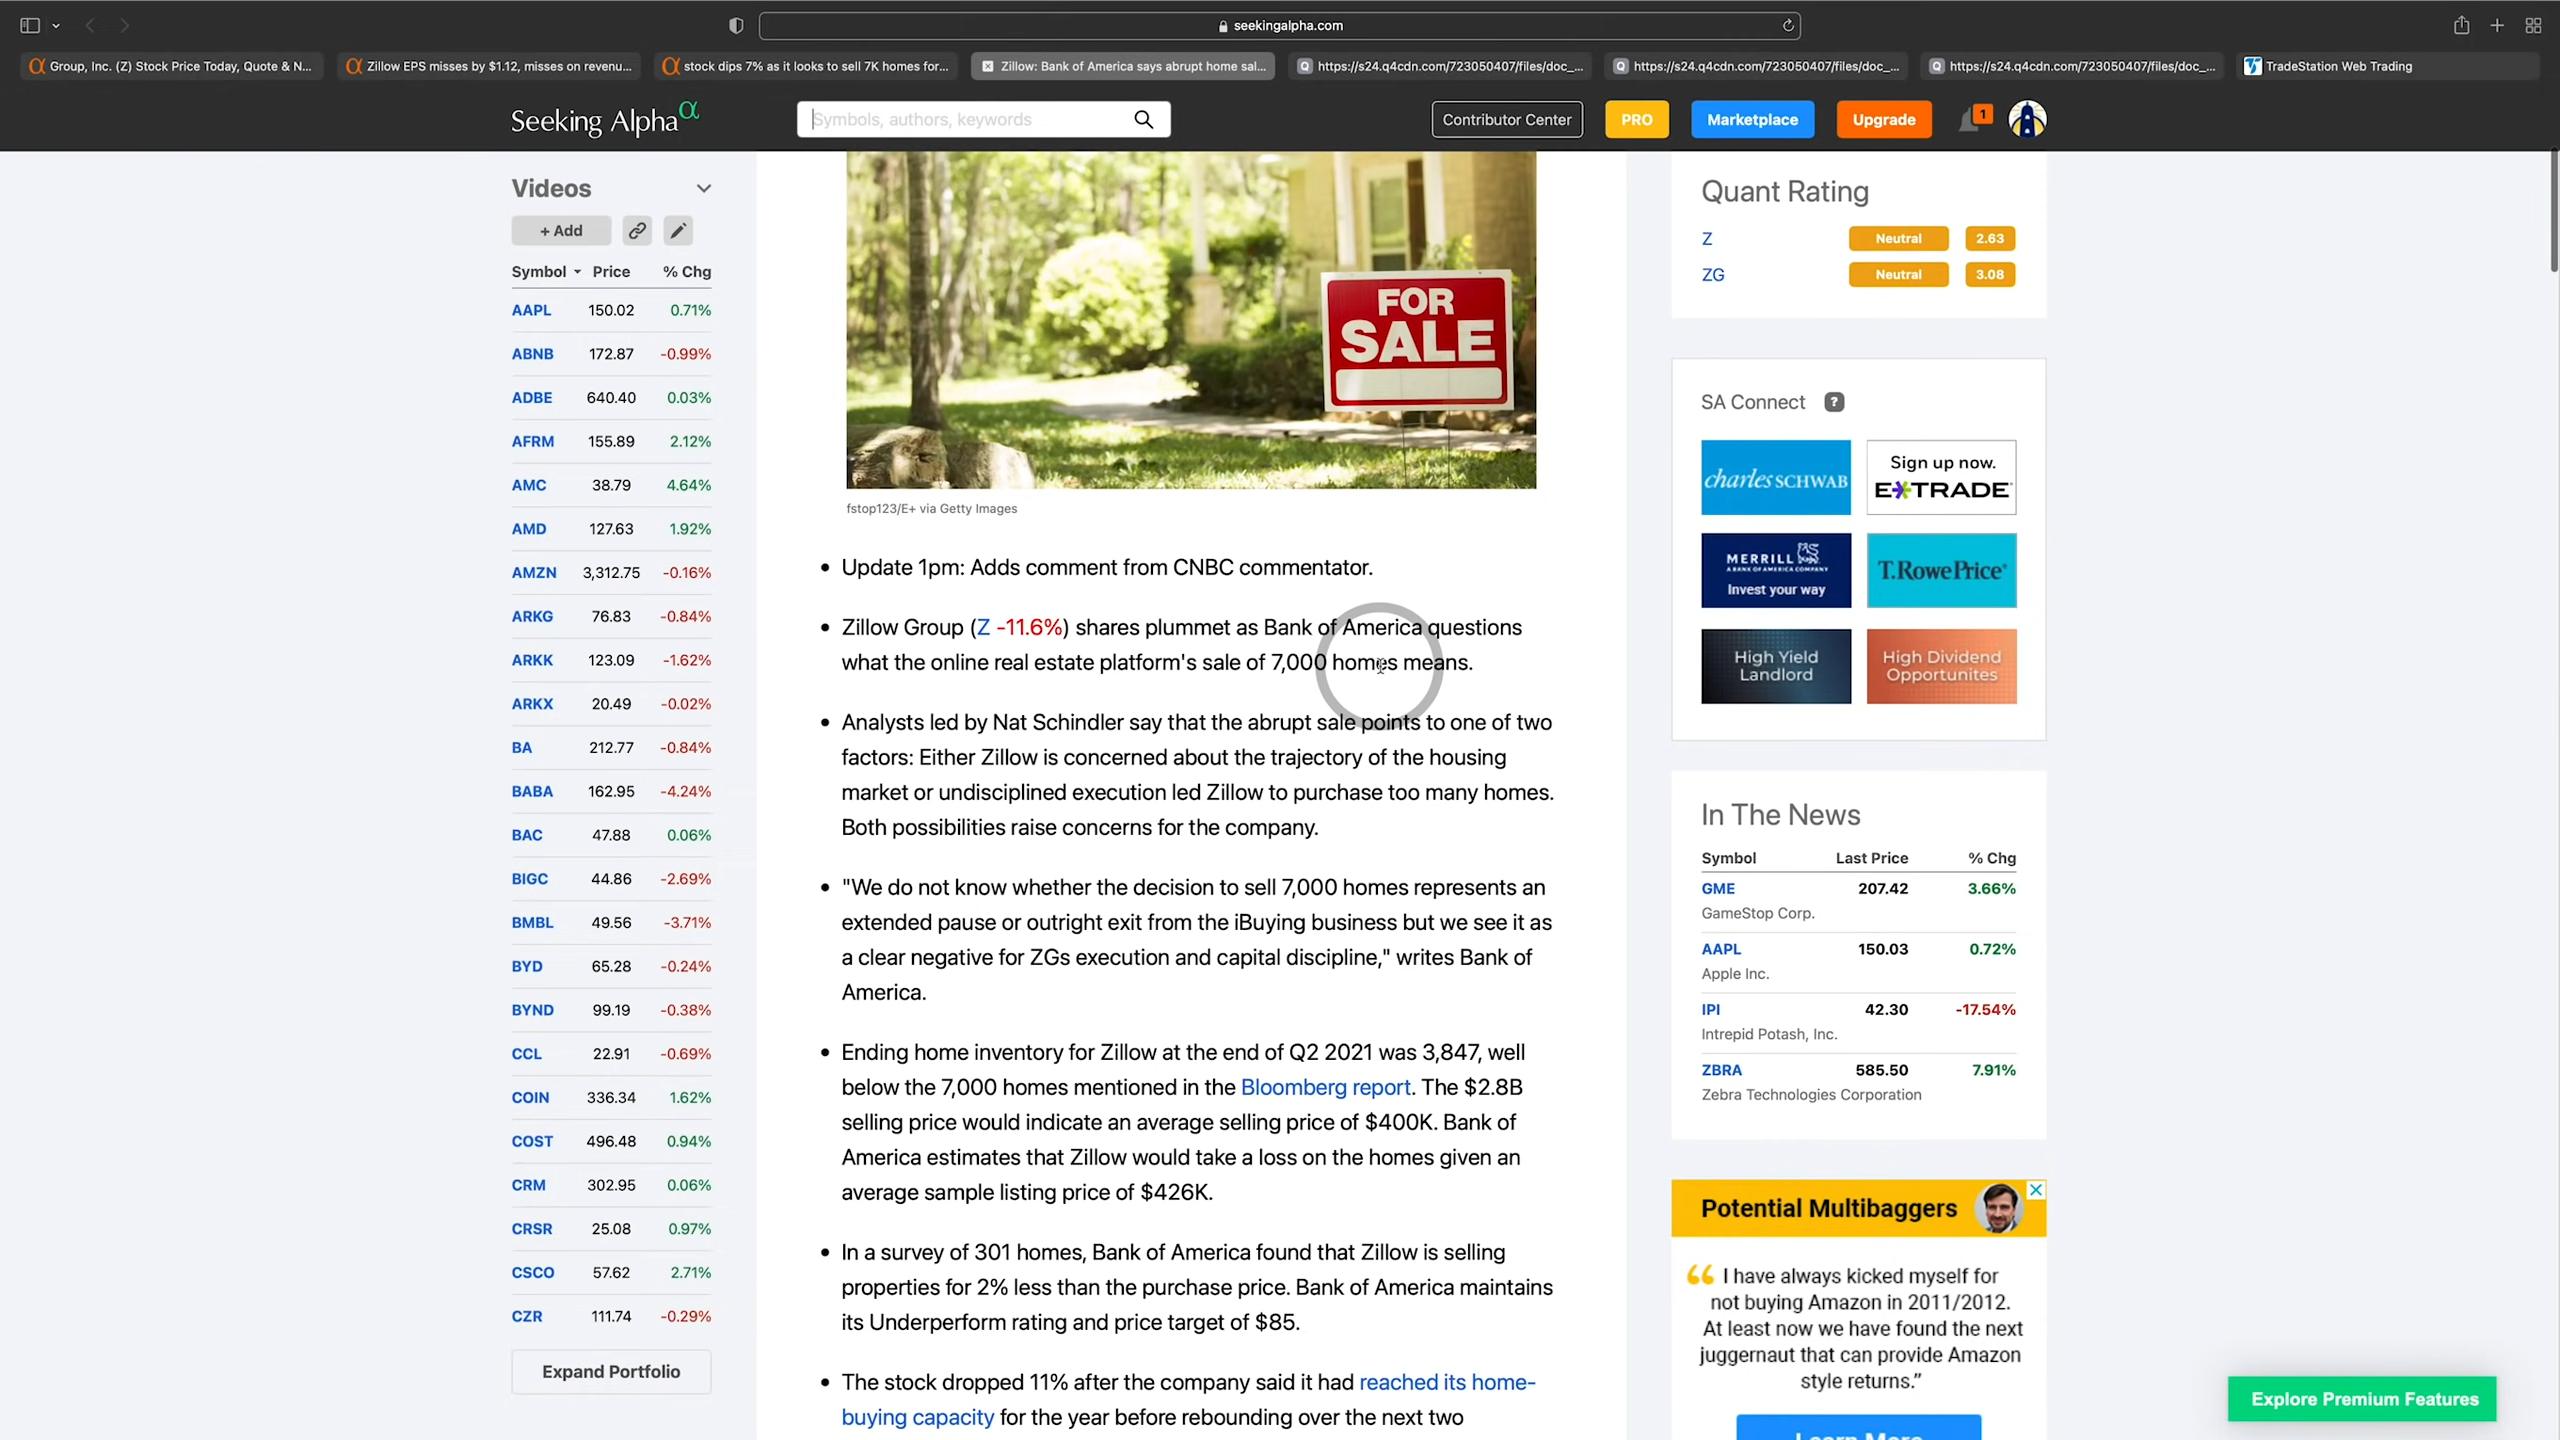 seekingalpha.com
Group, Inc. (Z) Stock Price Today, Quote & N...
Zillow EPS misses by $1.12, misses on revenu...
stock dips 7% as it looks to sell 7K homes for...
Zillow: Bank of America says abrupt home sal...
https://s24.q4cdn.com/723050407/files/doc_...
https://s24.q4cdn.com/723050407/files/doc_...
https://s24.q4cdn.com/723050407/files/doc_...
TradeStation Web Trading
Seeking Alpha α
Symbols, authors, keywords
Contributor Center
PRO
Marketplace
Upgrade
1
Videos
+ Add
Symbol Price % Chg
AAPL 150.02 0.71%
ABNB 172.87 -0.99%
ADBE 640.40 0.03%
AFRM 155.89 2.12%
AMC 38.79 4.64%
AMD 127.63 1.92%
AMZN 3,312.75 -0.16%
ARKG 76.83 -0.84%
ARKK 123.09 -1.62%
ARKX 20.49 -0.02%
BA 212.77 -0.84%
BABA 162.95 -4.24%
BAC 47.88 0.06%
BIGC 44.86 -2.69%
BMBL 49.56 -3.71%
BYD 65.28 -0.24%
BYND 99.19 -0.38%
CCL 22.91 -0.69%
COIN 336.34 1.62%
COST 496.48 0.94%
CRM 302.95 0.06%
CRSR 25.08 0.97%
CSCO 57.62 2.71%
CZR 111.74 -0.29%
Expand Portfolio
FOR
SALE
fstop123/E+ via Getty Images
• Update 1pm: Adds comment from CNBC commentator.
• Zillow Group (Z -11.6%) shares plummet as Bank of America questions
what the online real estate platform's sale of 7,000 homes means.
• Analysts led by Nat Schindler say that the abrupt sale points to one of two
factors: Either Zillow is concerned about the trajectory of the housing
market or undisciplined execution led Zillow to purchase too many homes.
Both possibilities raise concerns for the company.
• "We do not know whether the decision to sell 7,000 homes represents an
extended pause or outright exit from the iBuying business but we see it as
a clear negative for ZGs execution and capital discipline," writes Bank of
America.
• Ending home inventory for Zillow at the end of Q2 2021 was 3,847, well
below the 7,000 homes mentioned in the Bloomberg report. The $2.8B
selling price would indicate an average selling price of $400K. Bank of
America estimates that Zillow would take a loss on the homes given an
average sample listing price of $426K.
• In a survey of 301 homes, Bank of America found that Zillow is selling
properties for 2% less than the purchase price. Bank of America maintains
its Underperform rating and price target of $85.
• The stock dropped 11% after the company said it had reached its home-
buying capacity for the year before rebounding over the next two
Quant Rating
Z Neutral 2.63
ZG Neutral 3.08
SA Connect ?
charles SCHWAB
Sign up now.
E*TRADE
MERRILL
A BANK OF AMERICA COMPANY
Invest your way
T.RowePrice
High Yield
Landlord
High Dividend
Opportunites
In The News
Symbol Last Price % Chg
GME 207.42 3.66%
GameStop Corp.
AAPL 150.03 0.72%
Apple Inc.
IPI 42.30 -17.54%
Intrepid Potash, Inc.
ZBRA 585.50 7.91%
Zebra Technologies Corporation
Potential Multibaggers
“ I have always kicked myself for
not buying Amazon in 2011/2012.
At least now we have found the next
juggernaut that can provide Amazon
style returns.”
Learn More
Explore Premium Features